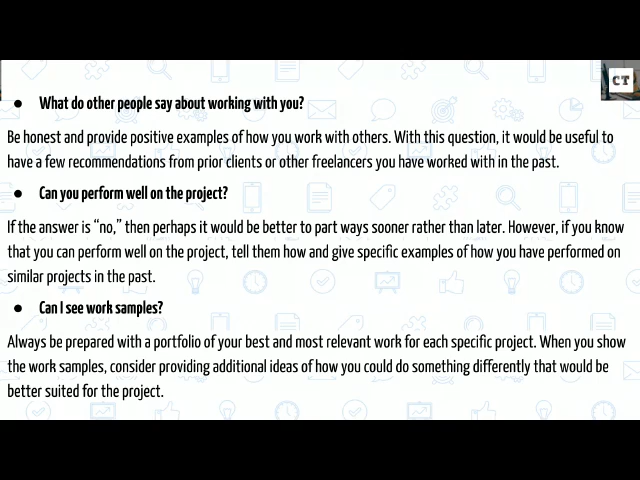 CT
● What do other people say about working with you?
Be honest and provide positive examples of how you work with others. With this question, it would be useful to
have a few recommendations from prior clients or other freelancers you have worked with in the past.
● Can you perform well on the project?
If the answer is “no,” then perhaps it would be better to part ways sooner rather than later. However, if you know
that you can perform well on the project, tell them how and give specific examples of how you have performed on
similar projects in the past.
● Can I see work samples?
Always be prepared with a portfolio of your best and most relevant work for each specific project. When you show
the work samples, consider providing additional ideas of how you could do something differently that would be
better suited for the project.